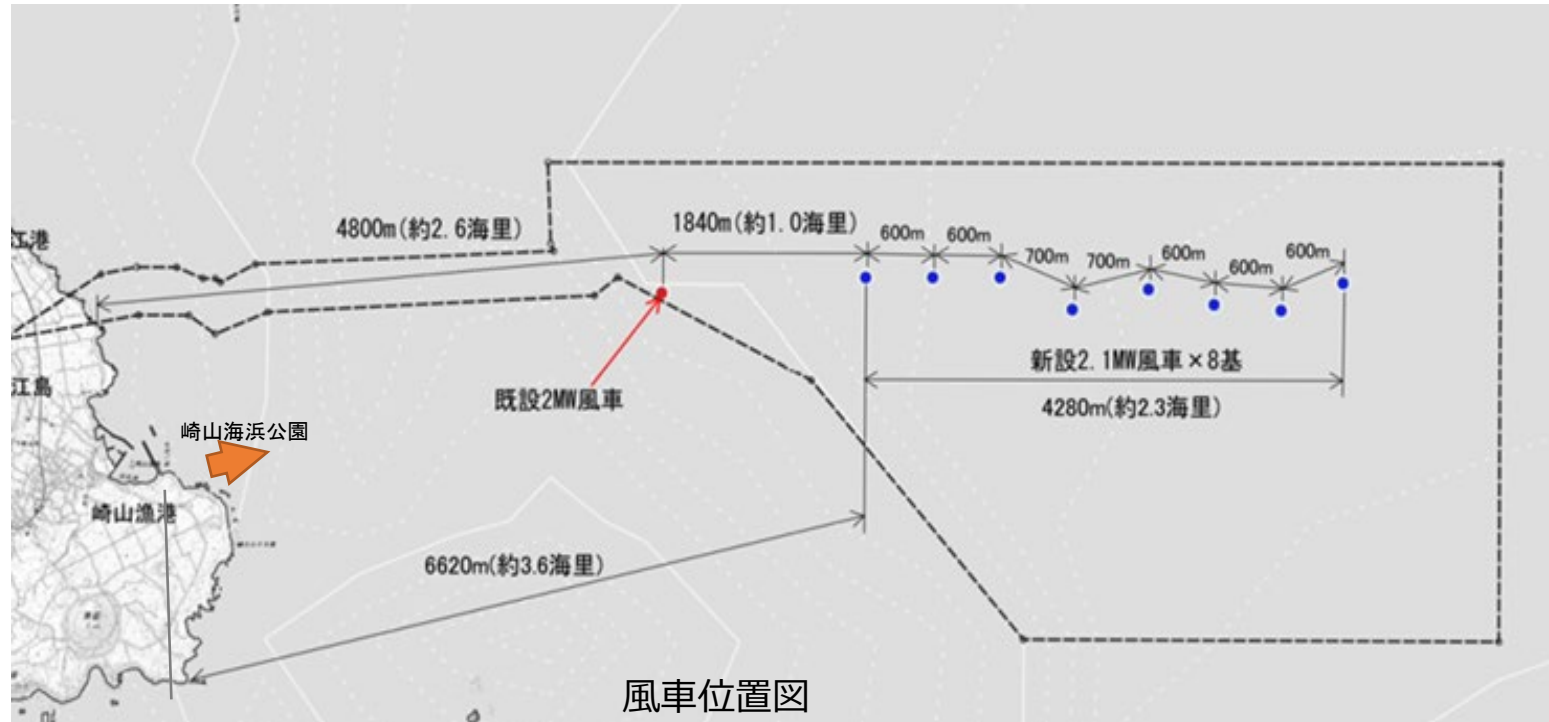 江港
4800m(約2.6海里)
1840m(約1.0海里)
600m
600m
700m
700m
600m
600m
600m
既設2MW風車
新設2.1MW風車×8基
4280m(約2.3海里)
江島
崎山海浜公園
崎山漁港
6620m(約3.6海里)
風車位置図